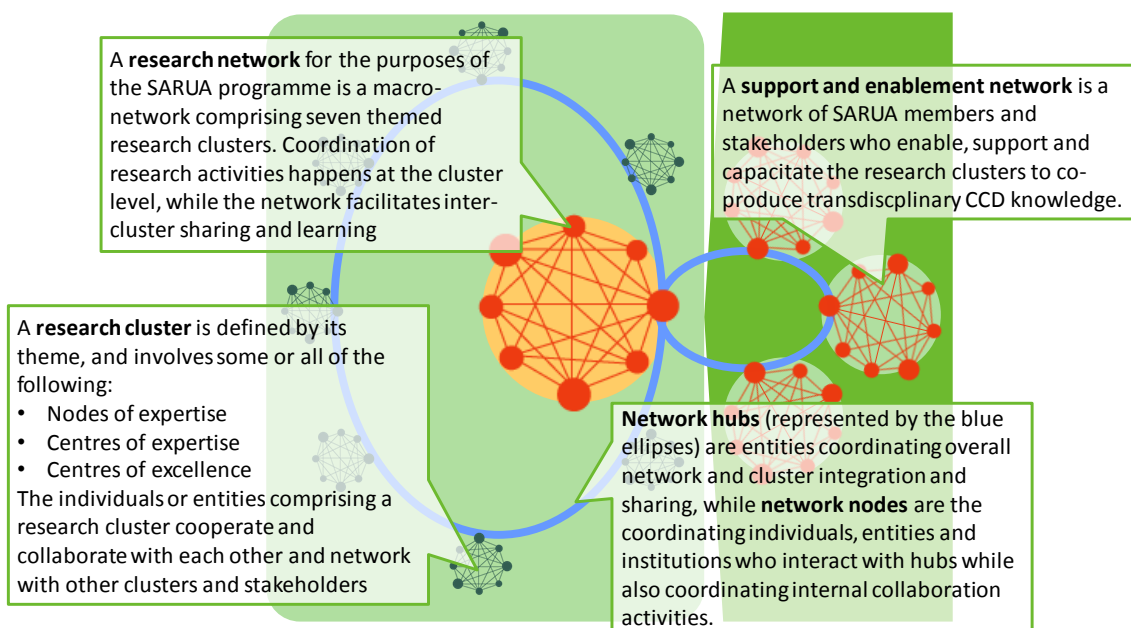 A research network for the purposes of
the SARUA programme is a macro-
network comprising seven themed
research clusters. Coordination of
research activities happens at the cluster
level, while the network facilitates inter-
cluster sharing and learning
A support and enablement network is a
network of SARUA members and
stakeholders who enable, support and
capacitate the research clusters to co-
produce transdiscplinary CCD knowledge.
A research cluster is defined by its
theme, and involves some or all of the
following:
• Nodes of expertise
• Centres of expertise
• Centres of excellence
The individuals or entities comprising a
research cluster cooperate and
collaborate with each other and network
with other clusters and stakeholders
Network hubs (represented by the blue
ellipses) are entities coordinating overall
network and cluster integration and
sharing, while network nodes are the
coordinating individuals, entities and
institutions who interact with hubs while
also coordinating internal collaboration
activities.